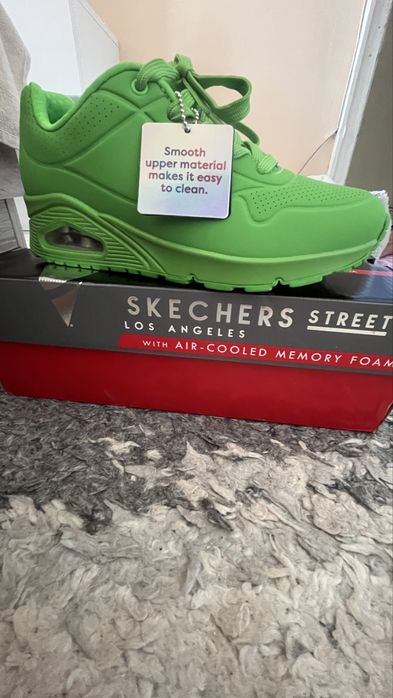 Smooth
upper material
makes it easy
to clean.
SKECHERS STREET
LOS ANGELES
WITH AIR-COOLED MEMORY FOAM